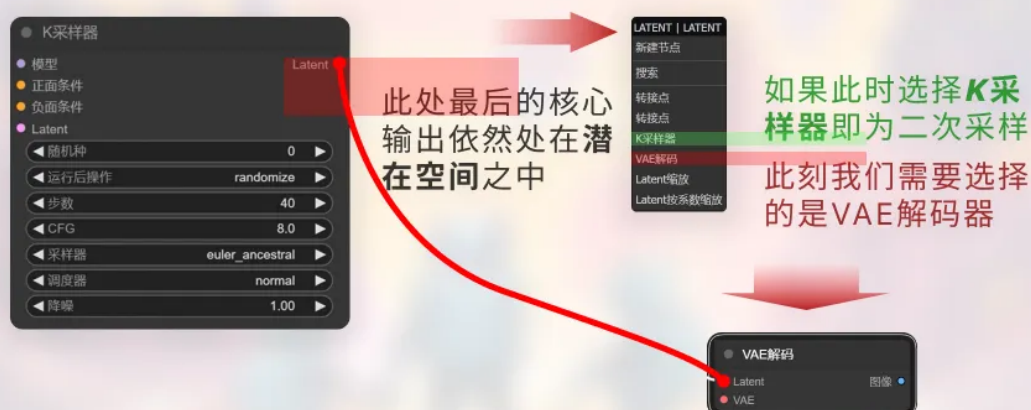 K采样器
模型
Latent
正面条件
负面条件
Latent
随机种 0
运行后操作 randomize
步数 40
CFG 8.0
采样器 euler_ancestral
调度器 normal
降噪 1.00
此处最后的核心
输出依然处在潜
在空间之中
LATENT | LATENT
新建节点
搜索
转接点
转接点
K采样器
VAE解码
Latent缩放
Latent按系数缩放
如果此时选择K采
样器即为二次采样
此刻我们需要选择
的是VAE解码器
VAE解码
Latent 图像
VAE